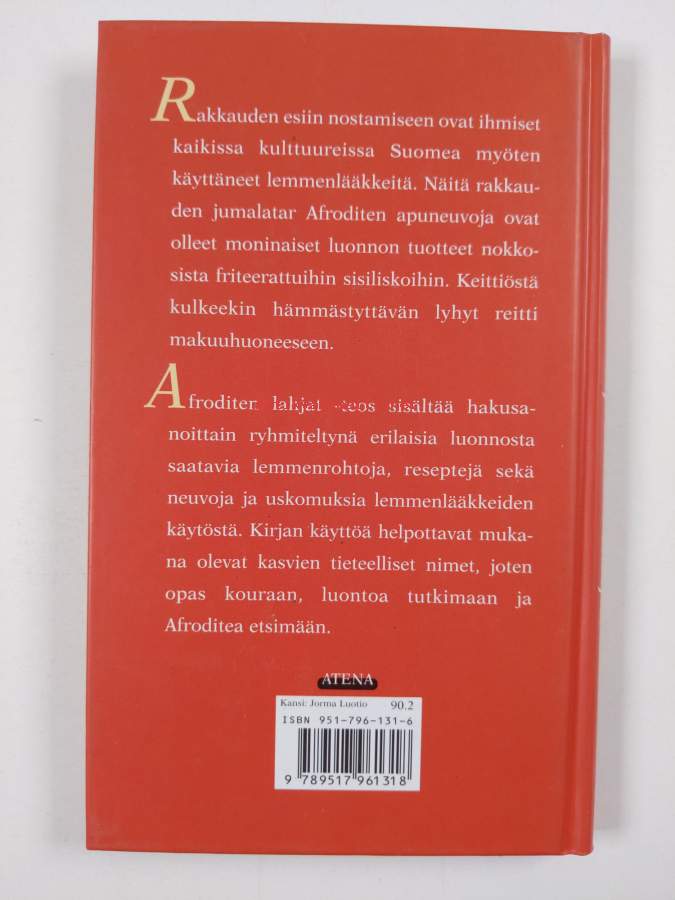 Rakkauden esiin nostamiseen ovat ihmiset
kaikissa kulttuureissa Suomea myöten
käyttäneet lemmenlääkkeitä. Näitä rakkau-
den jumalatar Afroditen apuneuvoja ovat
olleet moninaiset luonnon tuotteet nokko-
sista friteerattuihin sisiliskoihin. Keittiöstä
kulkeekin hämmästyttävän lyhyt reitti
makuuhuoneeseen.
Afroditen lahjat -teos sisältää hakusa-
noittain ryhmiteltynä erilaisia luonnosta
saatavia lemmenrohtoja, reseptejä sekä
neuvoja ja uskomuksia lemmenlääkkeiden
käytöstä. Kirjan käyttöä helpottavat muka-
na olevat kasvien tieteelliset nimet, joten
opas kouraan, luontoa tutkimaan ja
Afroditea etsimään.
ATENA
Kansi: Jorma Luotio 90.2
ISBN 951-796-131-6
9 789517 961318